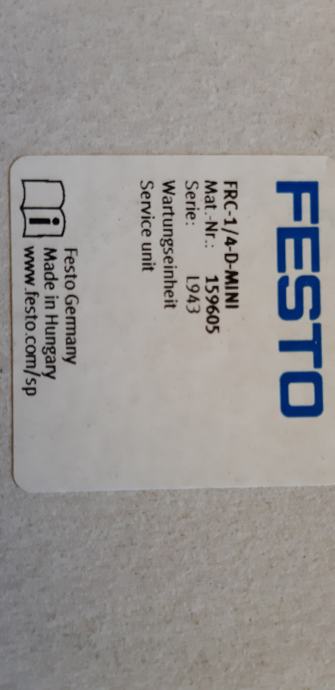 FESTO
FRC-1/4-D-MINI
Mat.-Nr.: 159605
Serie: L943
Wartungseinheit
Service unit
Festo Germany
Made in Hungary
www.festo.com/sp